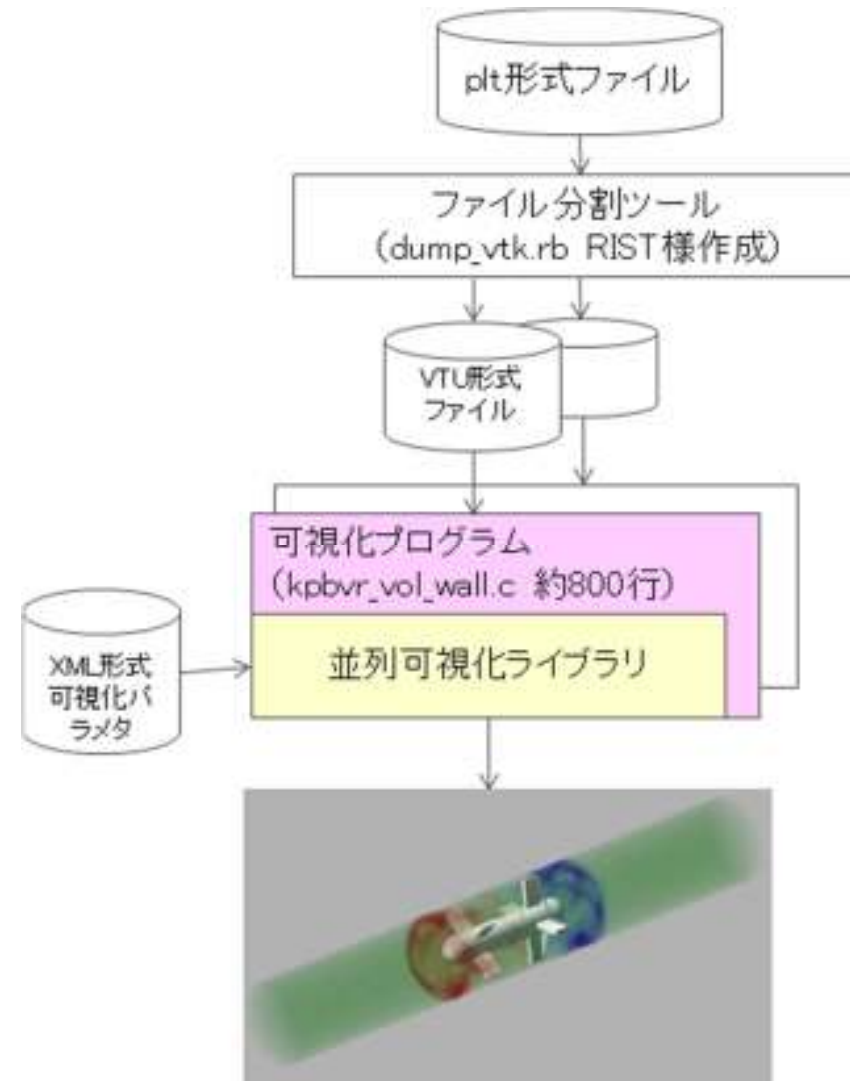 plt形式ファイル
ファイル分割ツール
（dump_vtk.rb RIST様作成）
VTU形式
ファイル
可視化プログラム
（kpbvr_vol_wall.c 約800行）
並列可視化ライブラリ
XML形式
可視化パ
ラメタ